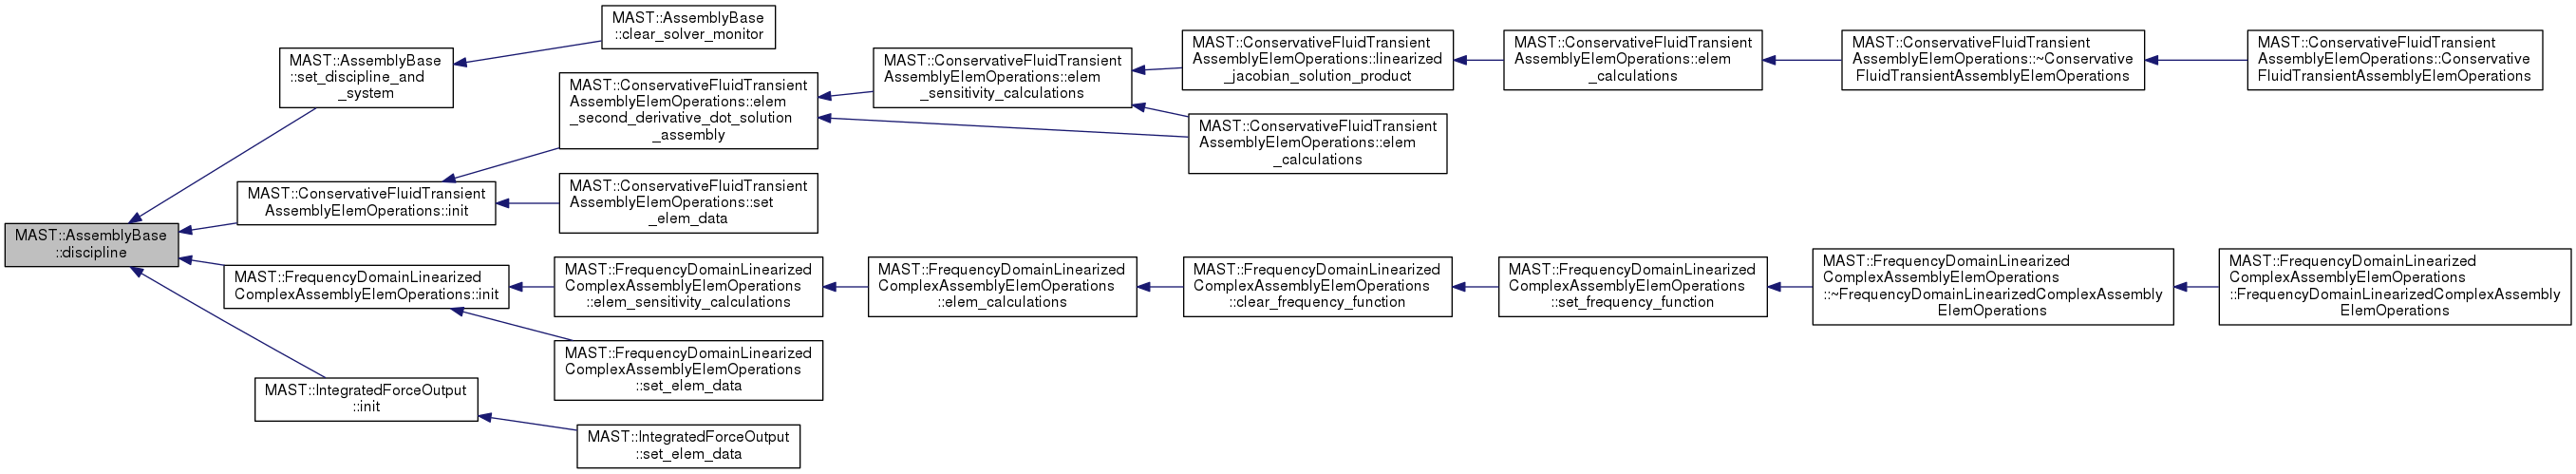 MAST::AssemblyBase
::discipline
MAST::AssemblyBase
::set_discipline_and
_system
MAST::AssemblyBase
::clear_solver_monitor
MAST::ConservativeFluidTransient
AssemblyElemOperations::init
MAST::ConservativeFluidTransient
AssemblyElemOperations::elem
_second_derivative_dot_solution
_assembly
MAST::ConservativeFluidTransient
AssemblyElemOperations::elem
_sensitivity_calculations
MAST::ConservativeFluidTransient
AssemblyElemOperations::linearized
_jacobian_solution_product
MAST::ConservativeFluidTransient
AssemblyElemOperations::elem
_calculations
MAST::ConservativeFluidTransient
AssemblyElemOperations::~Conservative
FluidTransientAssemblyElemOperations
MAST::ConservativeFluidTransient
AssemblyElemOperations::Conservative
FluidTransientAssemblyElemOperations
MAST::ConservativeFluidTransient
AssemblyElemOperations::elem
_calculations
MAST::ConservativeFluidTransient
AssemblyElemOperations::set
_elem_data
MAST::FrequencyDomainLinearized
ComplexAssemblyElemOperations::init
MAST::FrequencyDomainLinearized
ComplexAssemblyElemOperations
::elem_sensitivity_calculations
MAST::FrequencyDomainLinearized
ComplexAssemblyElemOperations
::elem_calculations
MAST::FrequencyDomainLinearized
ComplexAssemblyElemOperations
::clear_frequency_function
MAST::FrequencyDomainLinearized
ComplexAssemblyElemOperations
::set_frequency_function
MAST::FrequencyDomainLinearized
ComplexAssemblyElemOperations
::~FrequencyDomainLinearizedComplexAssembly
ElemOperations
MAST::FrequencyDomainLinearized
ComplexAssemblyElemOperations
::FrequencyDomainLinearizedComplexAssembly
ElemOperations
MAST::FrequencyDomainLinearized
ComplexAssemblyElemOperations
::set_elem_data
MAST::IntegratedForceOutput
::init
MAST::IntegratedForceOutput
::set_elem_data